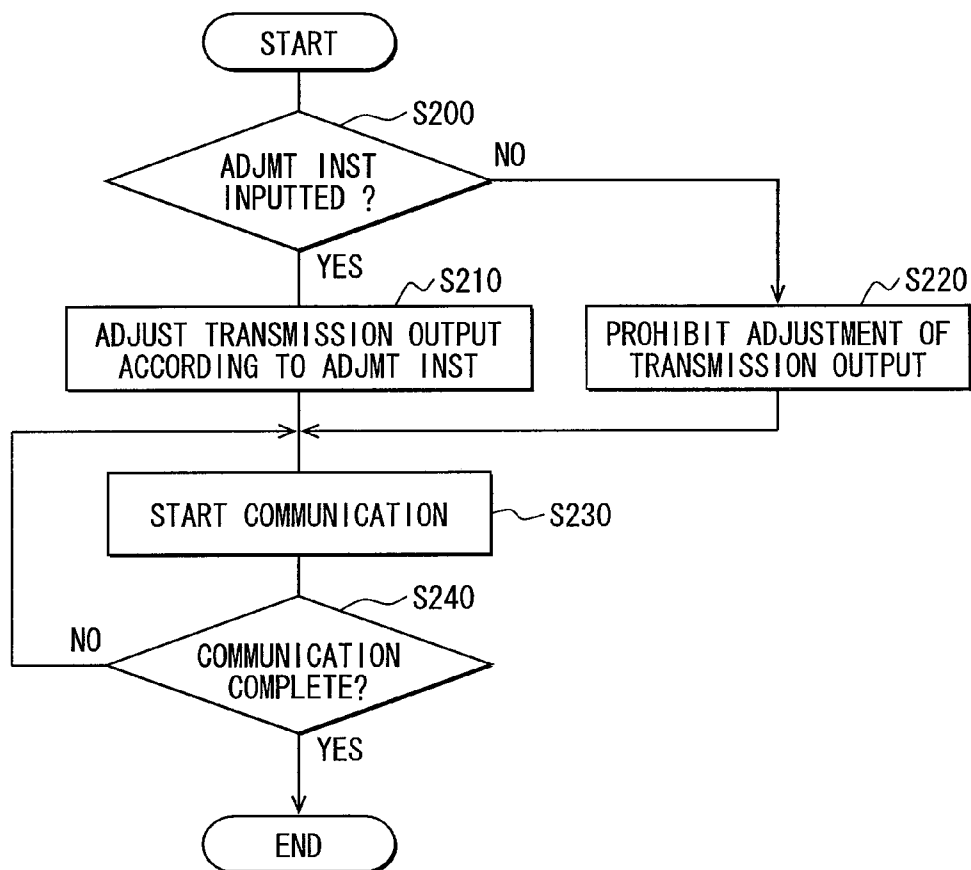 START
S200
ADJMT INST
INPUTTED ?
NO
YES
S210
ADJUST TRANSMISSION OUTPUT
ACCORDING TO ADJMT INST
S220
PROHIBIT ADJUSTMENT OF
TRANSMISSION OUTPUT
START COMMUNICATION
S230
S240
NO
COMMUNICATION
COMPLETE?
YES
END